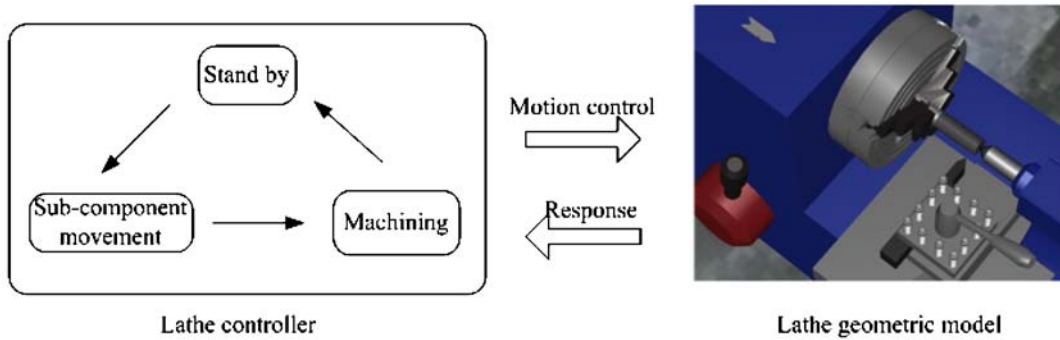 Stand by
Motion control
Sub-component
movement
Machining
Response
Lathe controller
Lathe geometric model